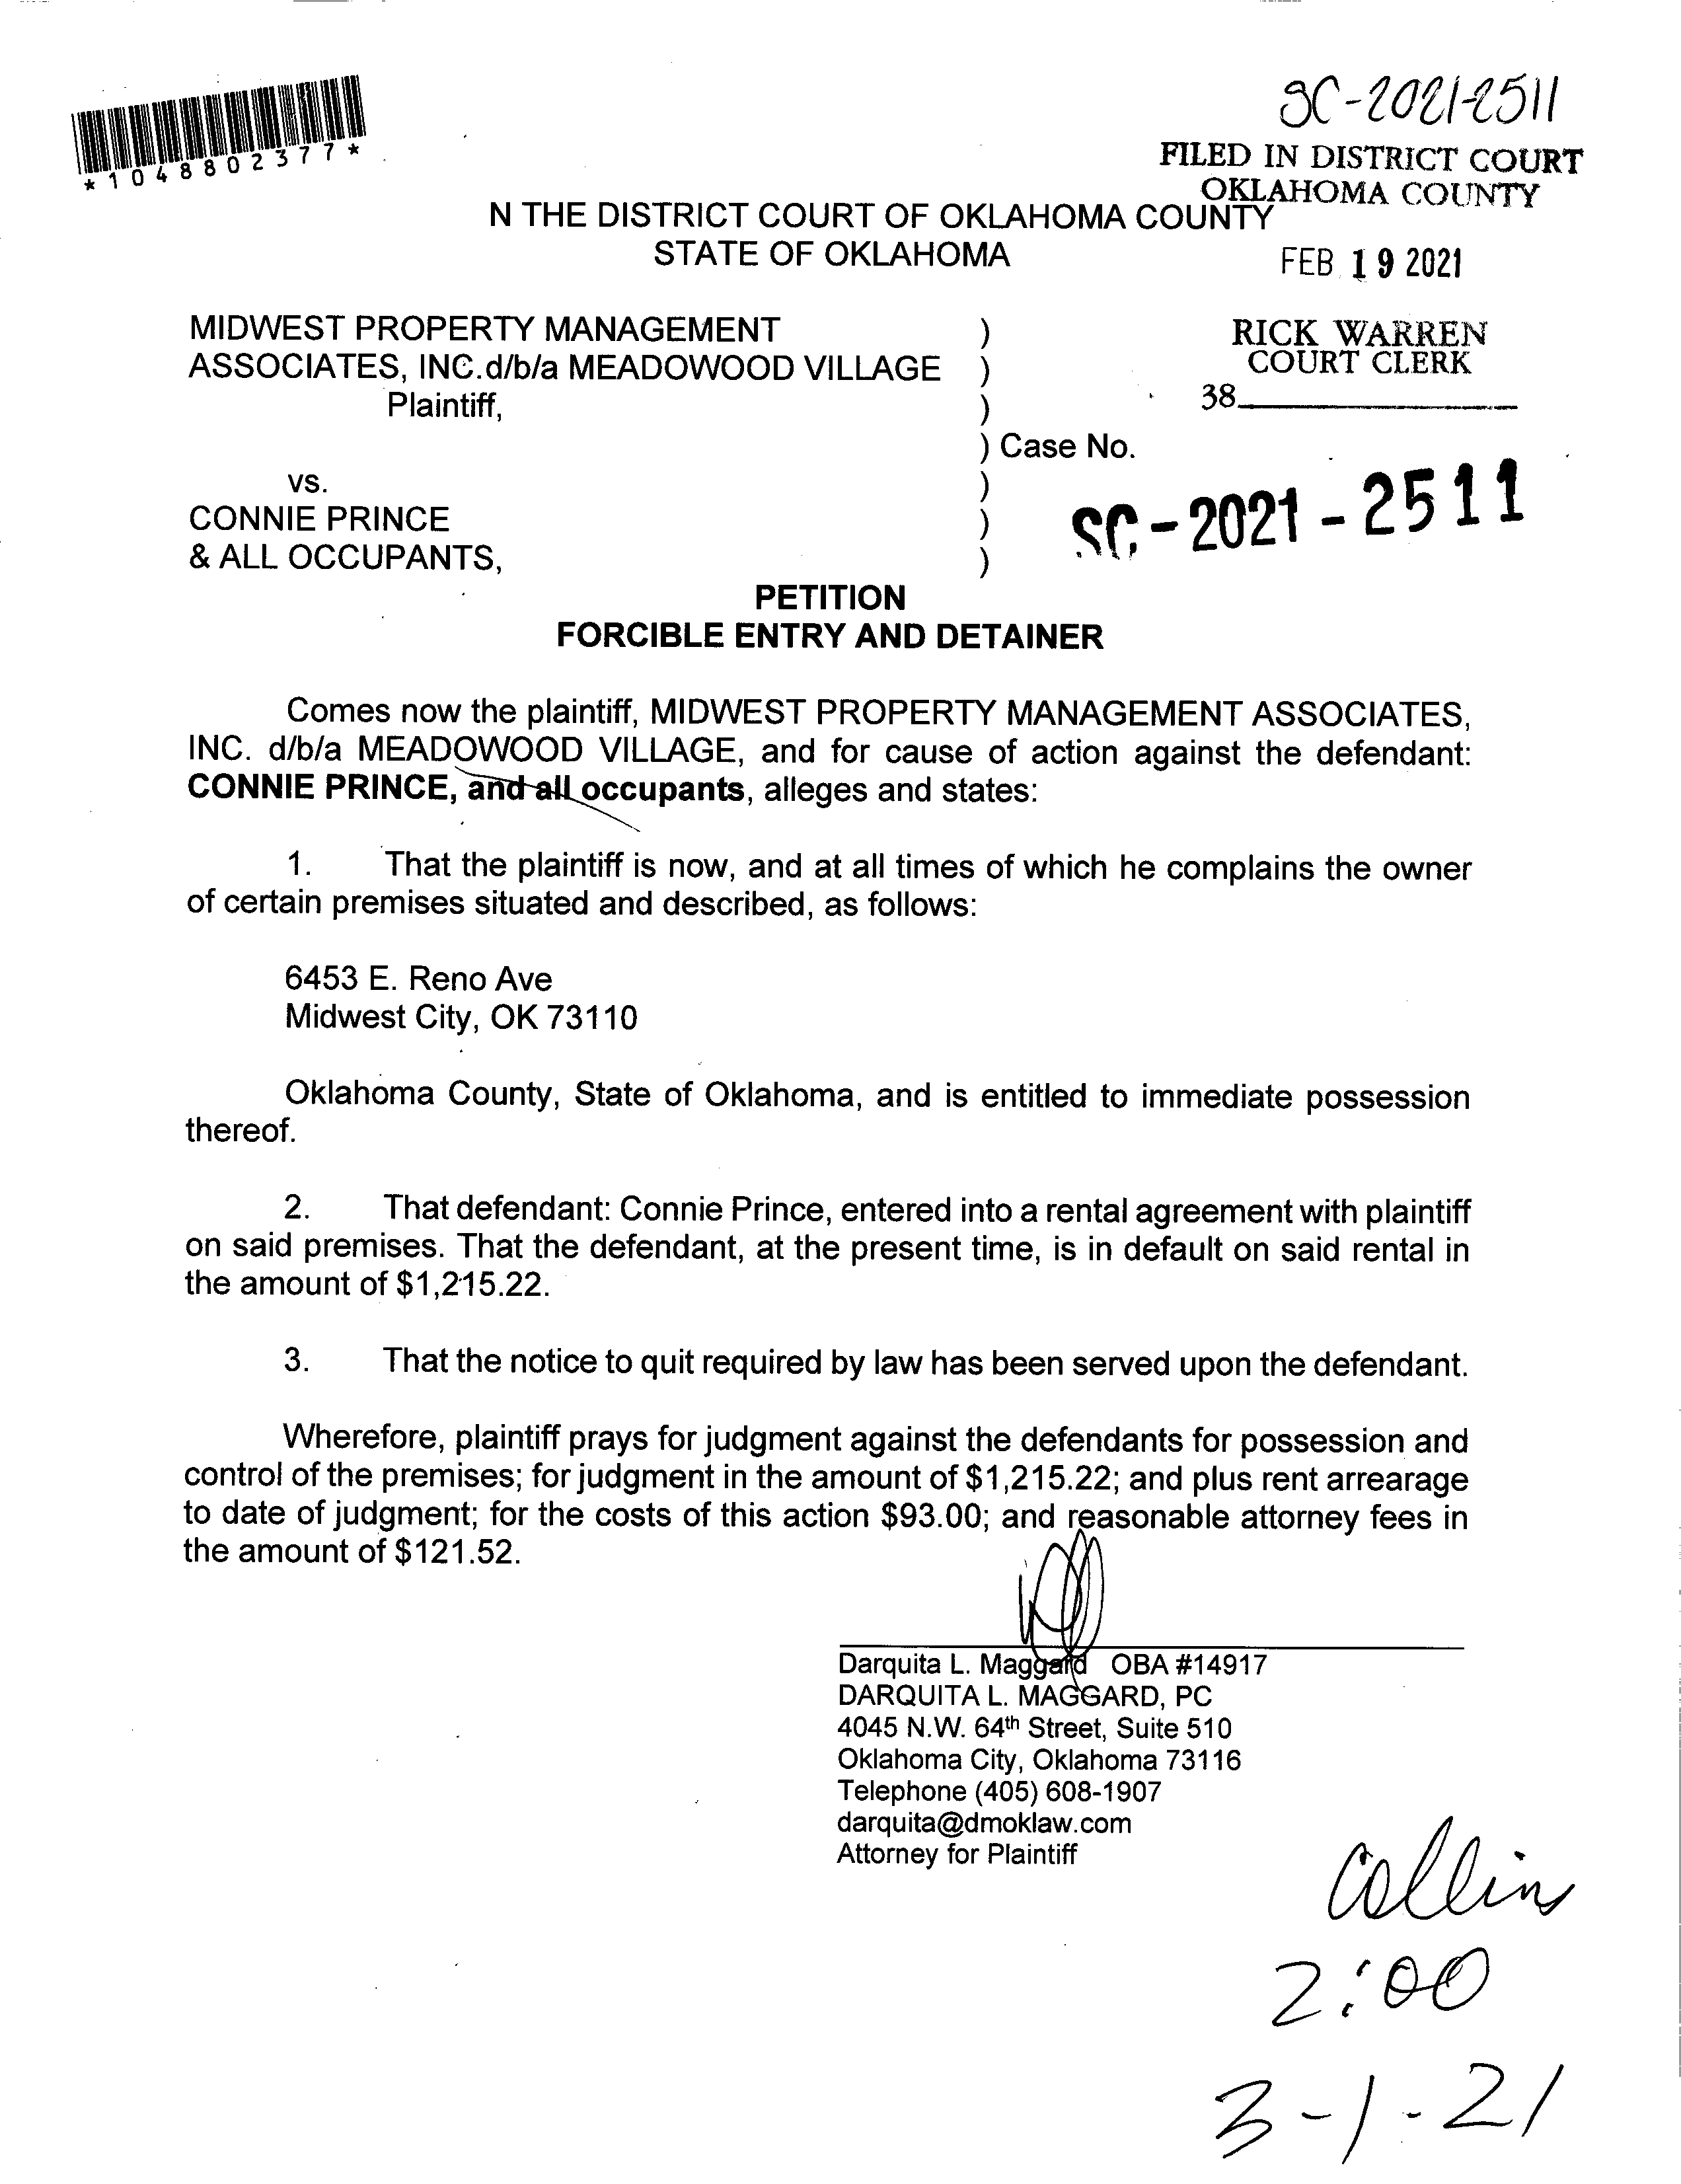 *1048802377*
SC-2021-2511
FILED IN DISTRICT COURT
OKLAHOMA COUNTY
N THE DISTRICT COURT OF OKLAHOMA COUNTY
STATE OF OKLAHOMA
FEB 19 2021
MIDWEST PROPERTY MANAGEMENT )
ASSOCIATES, INC.d/b/a MEADOWOOD VILLAGE )
Plaintiff, )
RICK WARREN
COURT CLERK
38
) Case No.
vs. )
CONNIE PRINCE )
& ALL OCCUPANTS, )
SC-2021-2511
PETITION
FORCIBLE ENTRY AND DETAINER
Comes now the plaintiff, MIDWEST PROPERTY MANAGEMENT ASSOCIATES,
INC. d/b/a MEADOWOOD VILLAGE, and for cause of action against the defendant:
CONNIE PRINCE, and all occupants, alleges and states:
1. That the plaintiff is now, and at all times of which he complains the owner
of certain premises situated and described, as follows:
6453 E. Reno Ave
Midwest City, OK 73110
Oklahoma County, State of Oklahoma, and is entitled to immediate possession
thereof.
2. That defendant: Connie Prince, entered into a rental agreement with plaintiff
on said premises. That the defendant, at the present time, is in default on said rental in
the amount of $1,215.22.
3. That the notice to quit required by law has been served upon the defendant.
Wherefore, plaintiff prays for judgment against the defendants for possession and
control of the premises; for judgment in the amount of $1,215.22; and plus rent arrearage
to date of judgment; for the costs of this action $93.00; and reasonable attorney fees in
the amount of $121.52.
Darquita L. Maggard OBA #14917
DARQUITA L. MAGGARD, PC
4045 N.W. 64th Street, Suite 510
Oklahoma City, Oklahoma 73116
Telephone (405) 608-1907
darquita@dmoklaw.com
Attorney for Plaintiff
Collins
2:00
3-1-21